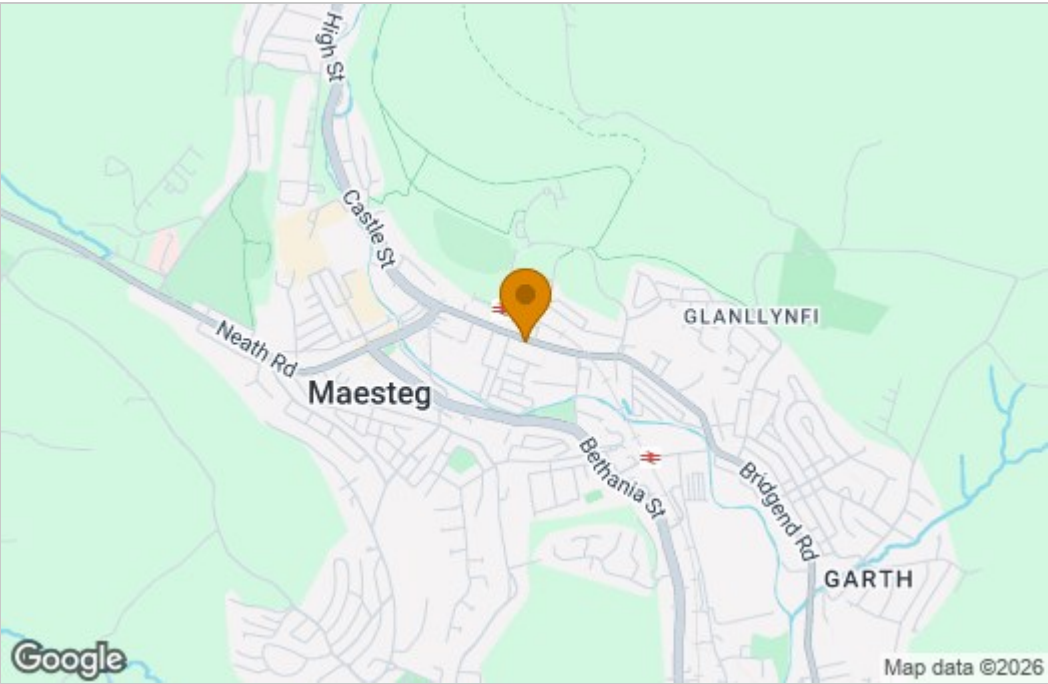 High St
Castle St
GLANLLYNFI
Neath Rd
Maesteg
Bethania St
Bridgend Rd
GARTH
Google
Map data ©2026